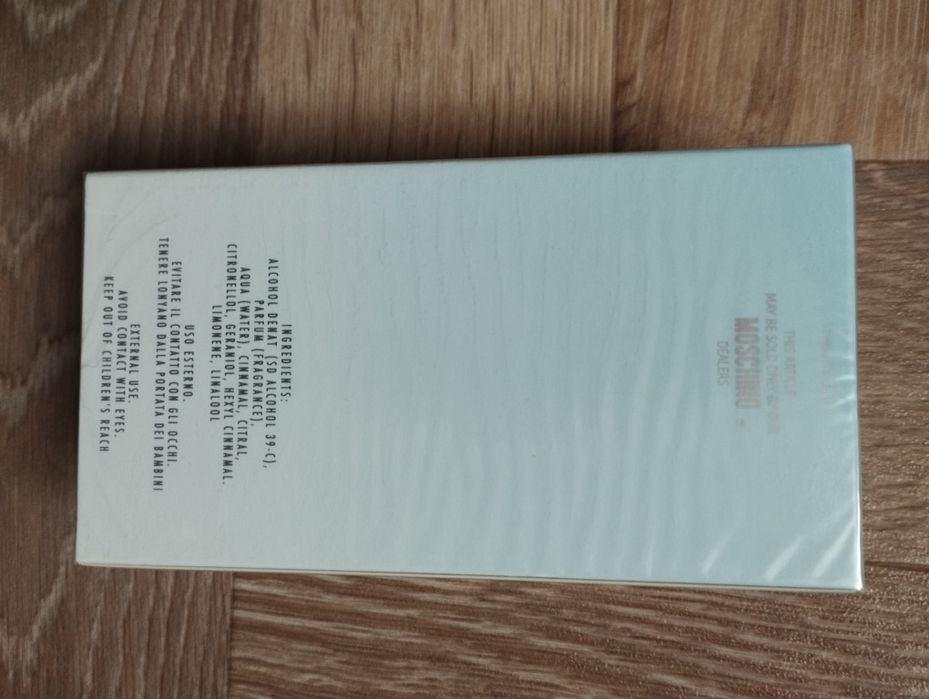 THIS ARTICLE
MAY BE SOLD ONLY BY OUR
MOSCHINO ®
DEALERS
INGREDIENTS:
ALCOHOL DENAT (SD ALCOHOL 39-C),
PARFUM (FRAGRANCE),
AQUA (WATER), CINNAMAL, CITRAL,
CITRONELLOL, GERANIOL, HEXYL CINNAMAL.
LIMONENE, LINALOOL
USO ESTERNO.
EVITARE IL CONTATTO CON GLI OCCHI.
TENERE LONYANO DALLA PORTATA DEI BAMBINI
EXTERNAL USE.
AVOID CONTACT WITH EYES.
KEEP OUT OF CHILDREN'S REACH